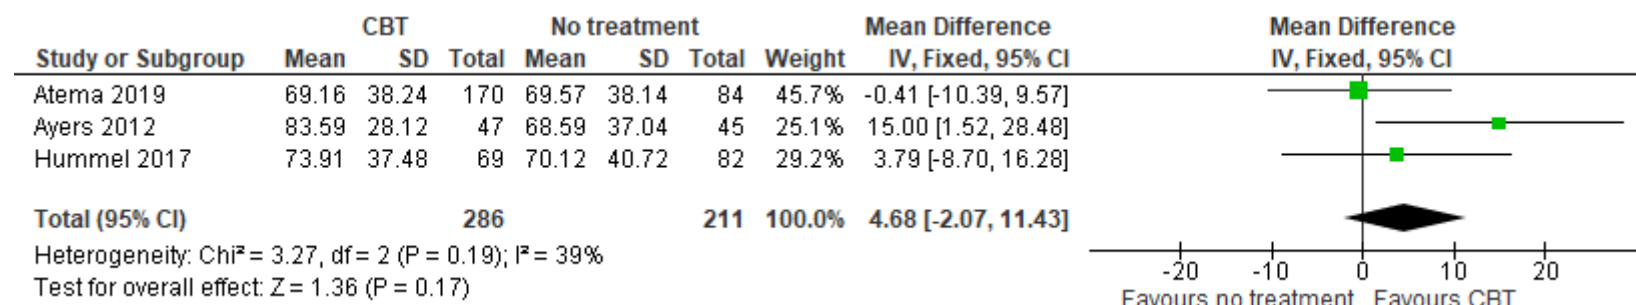 CBT No treatment Mean Difference Mean Difference
Study or Subgroup Mean SD Total Mean SD Total Weight IV, Fixed, 95% CI IV, Fixed, 95% CI
Atema 2019 69.16 38.24 170 69.57 38.14 84 45.7% -0.41 [-10.39, 9.57]
Ayers 2012 83.59 28.12 47 68.59 37.04 45 25.1% 15.00 [1.52, 28.48]
Hummel 2017 73.91 37.48 69 70.12 40.72 82 29.2% 3.79 [-8.70, 16.28]
Total (95% CI) 286 211 100.0% 4.68 [-2.07, 11.43]
Heterogeneity: Chi² = 3.27, df = 2 (P = 0.19); I² = 39%
Test for overall effect: Z = 1.36 (P = 0.17)
-20 -10 0 10 20
Favours no treatment Favours CBT